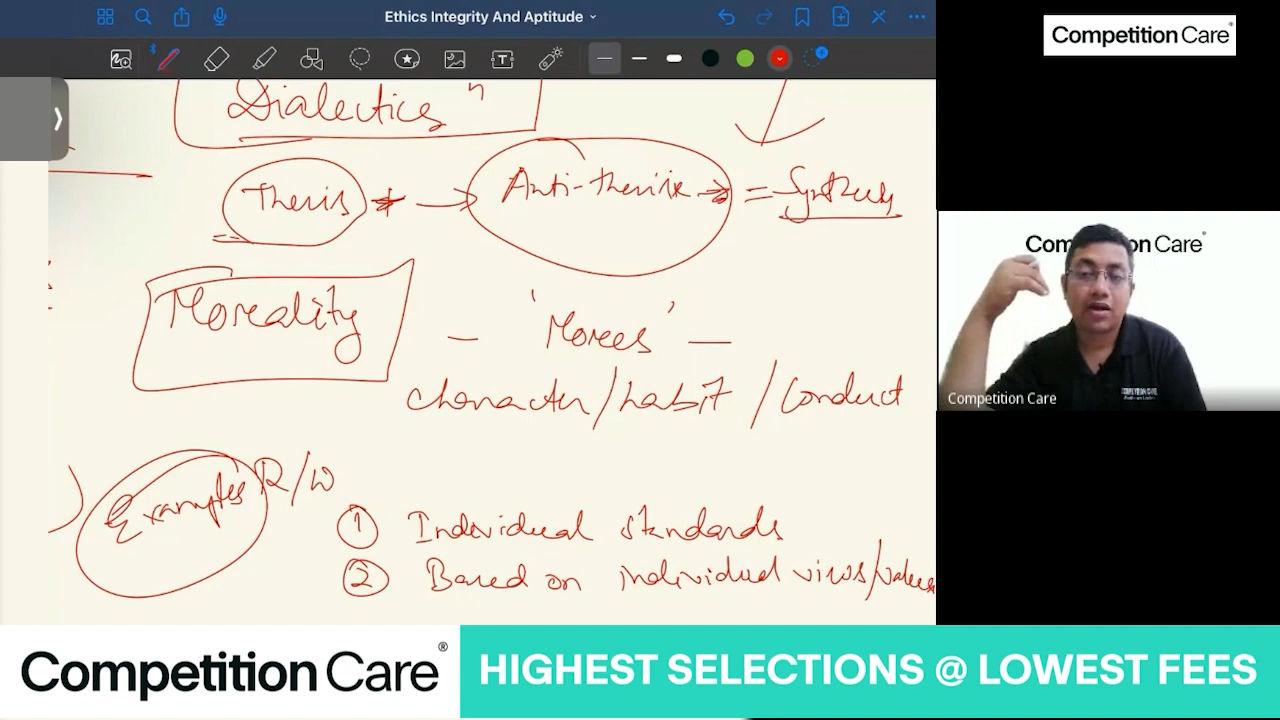 Ethics Integrity And Aptitude
Competition Care
Dialectics
Thesis → Anti-thesis → = Synthesis
Morality — 'Mores' —
character/habit/conduct
Examples R/W
① Individual standards
② Based on individual views/values
Competition Care
Competition Care
Competition Care®
HIGHEST SELECTIONS @ LOWEST FEES